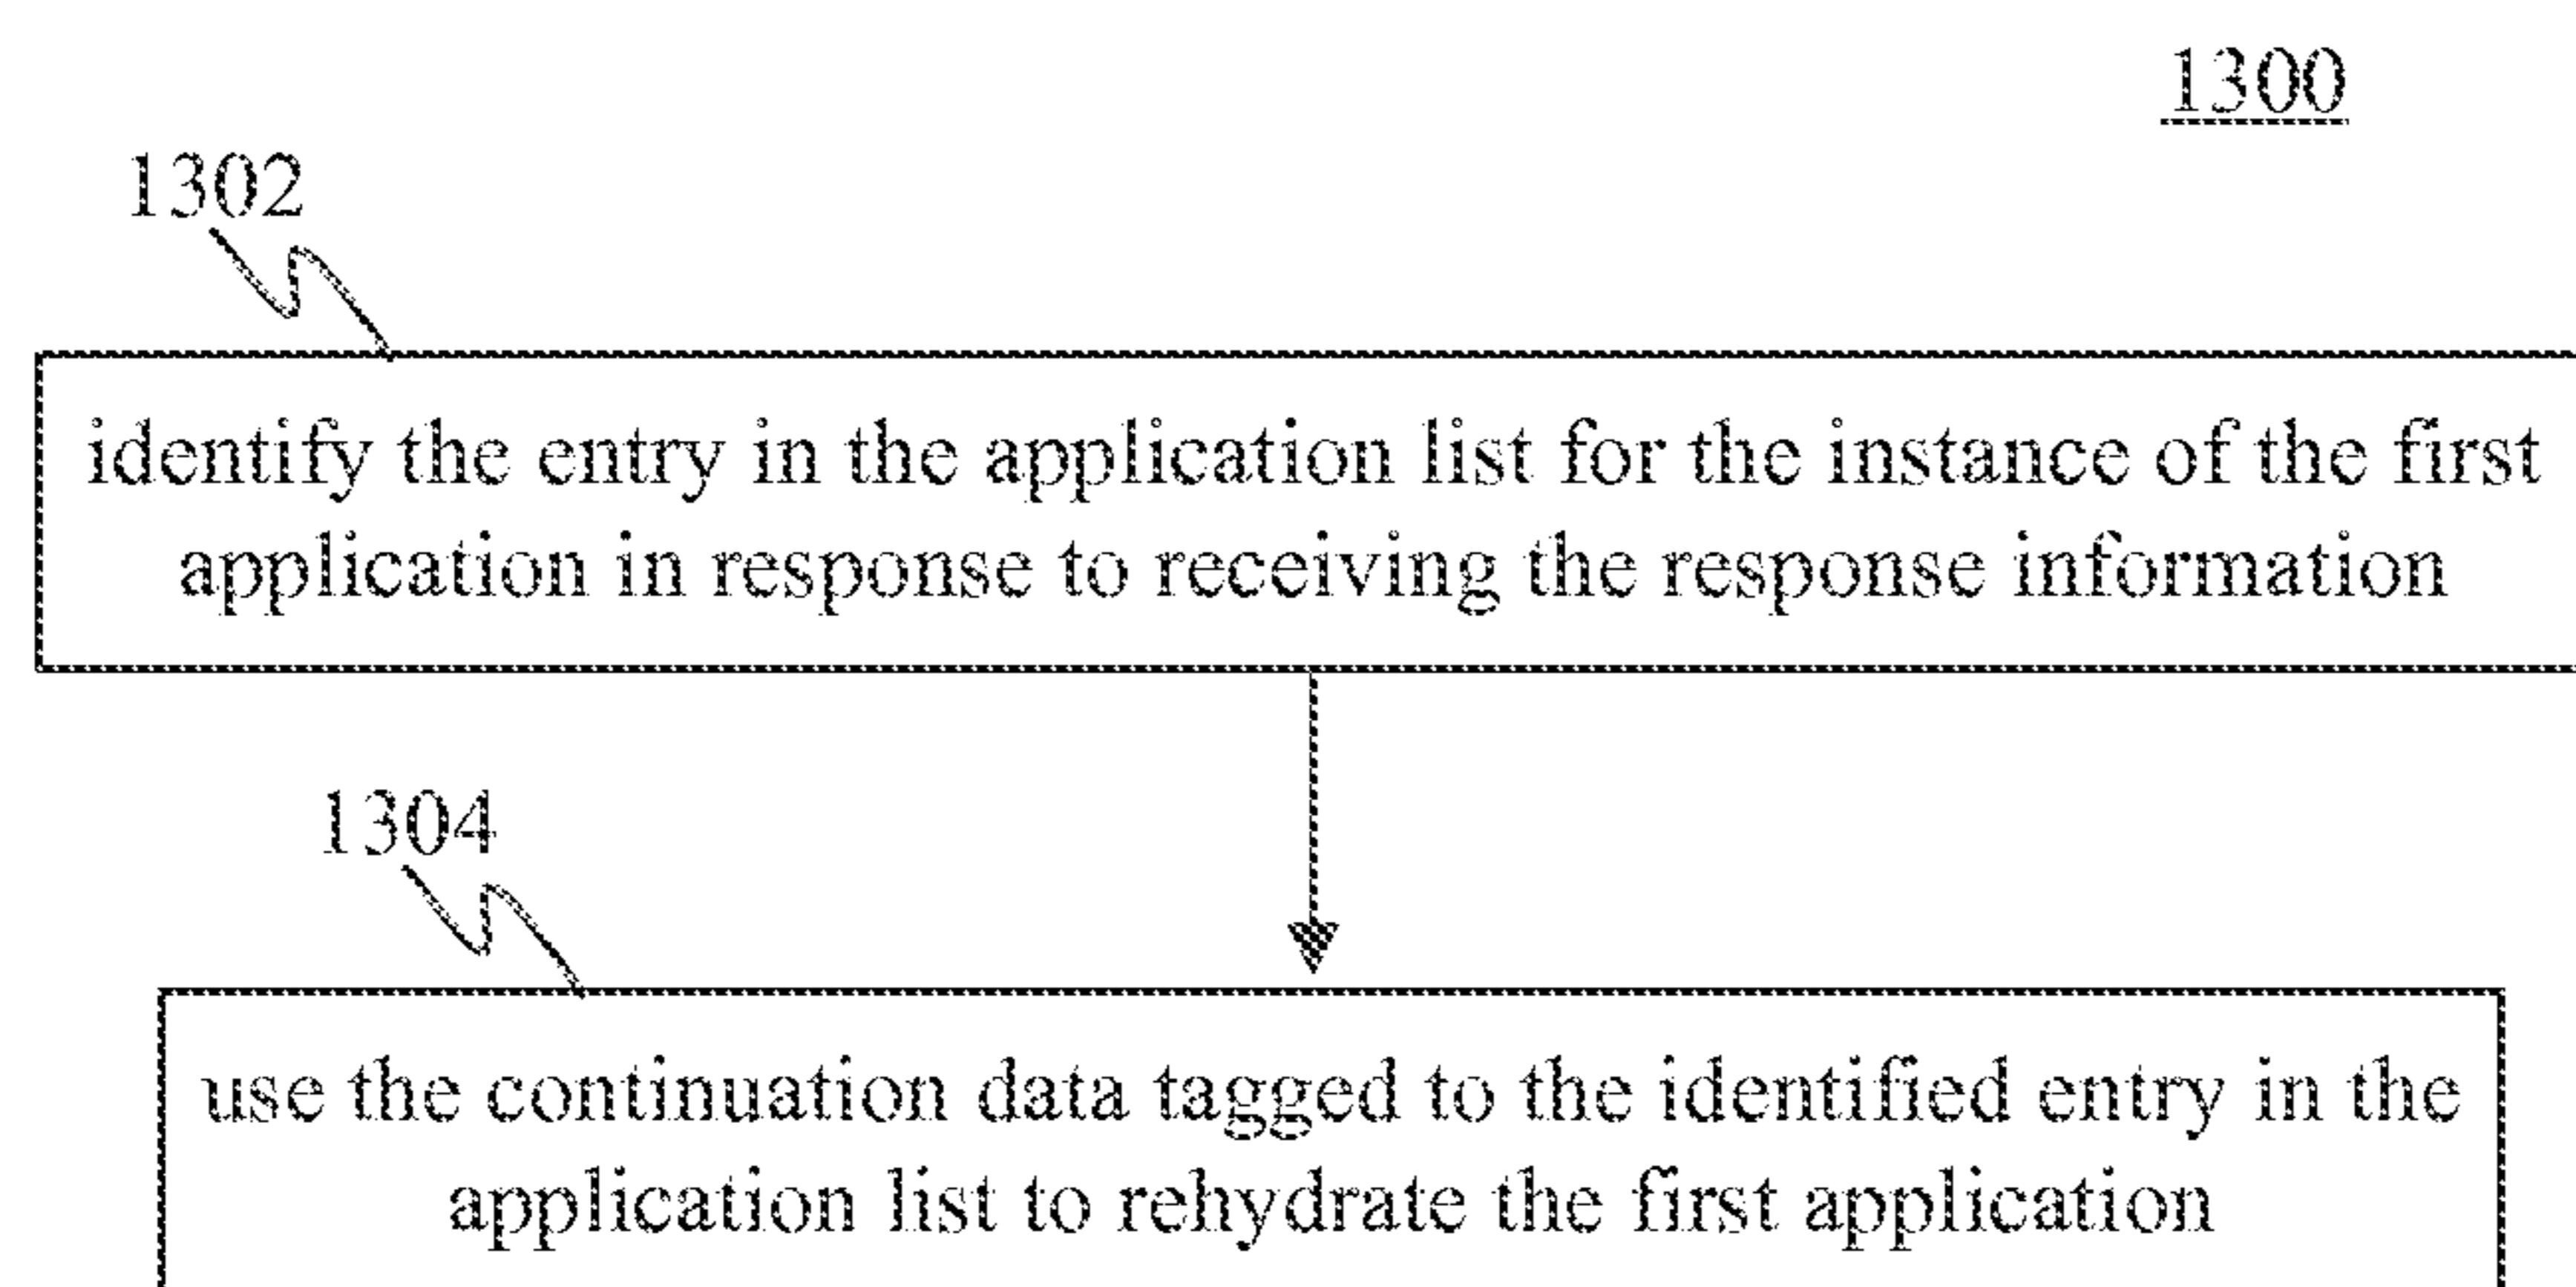 1300
1302
identify the entry in the application list for the instance of the first
application in response to receiving the response information
1304
use the continuation data tagged to the identified entry in the
application list to rehydrate the first application